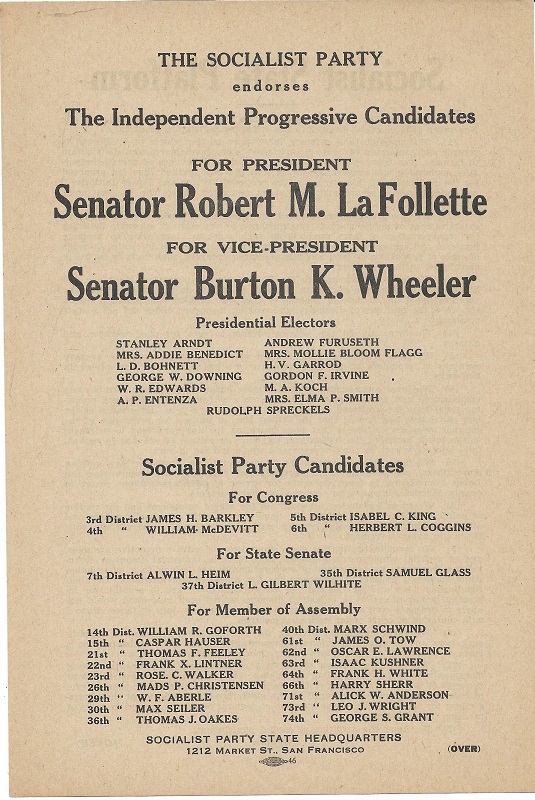 THE SOCIALIST PARTY
endorses
The Independent Progressive Candidates
FOR PRESIDENT
Senator Robert M. LaFollette
FOR VICE-PRESIDENT
Senator Burton K. Wheeler
Presidential Electors
STANLEY ARNDT ANDREW FURUSETH
MRS. ADDIE BENEDICT MRS. MOLLIE BLOOM FLAGG
L. D. BOHNETT H. V. GARROD
GEORGE W. DOWNING GORDON F. IRVINE
W. R. EDWARDS M. A. KOCH
A. P. ENTENZA MRS. ELMA P. SMITH
RUDOLPH SPRECKELS
Socialist Party Candidates
For Congress
3rd District JAMES H. BARKLEY 5th District ISABEL C. KING
4th " WILLIAM McDEVITT 6th " HERBERT L. COGGINS
For State Senate
7th District ALWIN L. HEIM 35th District SAMUEL GLASS
37th District L. GILBERT WILHITE
For Member of Assembly
14th Dist. WILLIAM R. GOFORTH 40th Dist. MARX SCHWIND
15th " CASPAR HAUSER 61st " JAMES O. TOW
21st " THOMAS F. FEELEY 62nd " OSCAR E. LAWRENCE
22nd " FRANK X. LINTNER 63rd " ISAAC KUSHNER
23rd " ROSE. C. WALKER 64th " FRANK H. WHITE
26th " MADS P. CHRISTENSEN 66th " HARRY SHERR
29th " W. F. ABERLE 71st " ALICK W. ANDERSON
30th " MAX SEILER 73rd " LEO J. WRIGHT
36th " THOMAS J. OAKES 74th " GEORGE S. GRANT
SOCIALIST PARTY STATE HEADQUARTERS
1212 MARKET ST., SAN FRANCISCO (OVER)
46